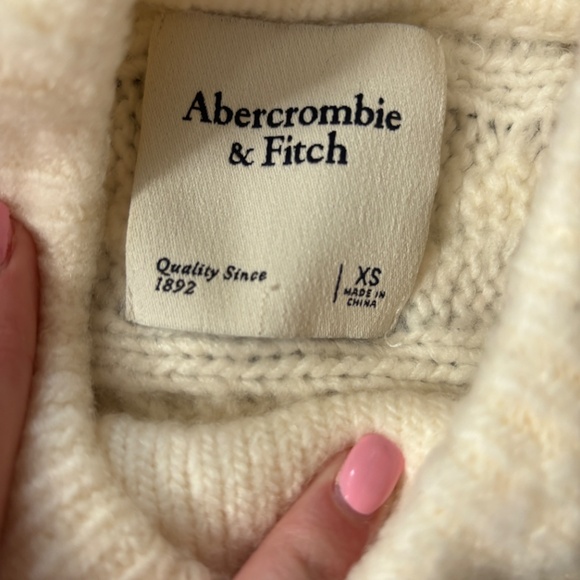 Abercrombie
& Fitch
Quality Since
1892
XS
MADE IN
CHINA